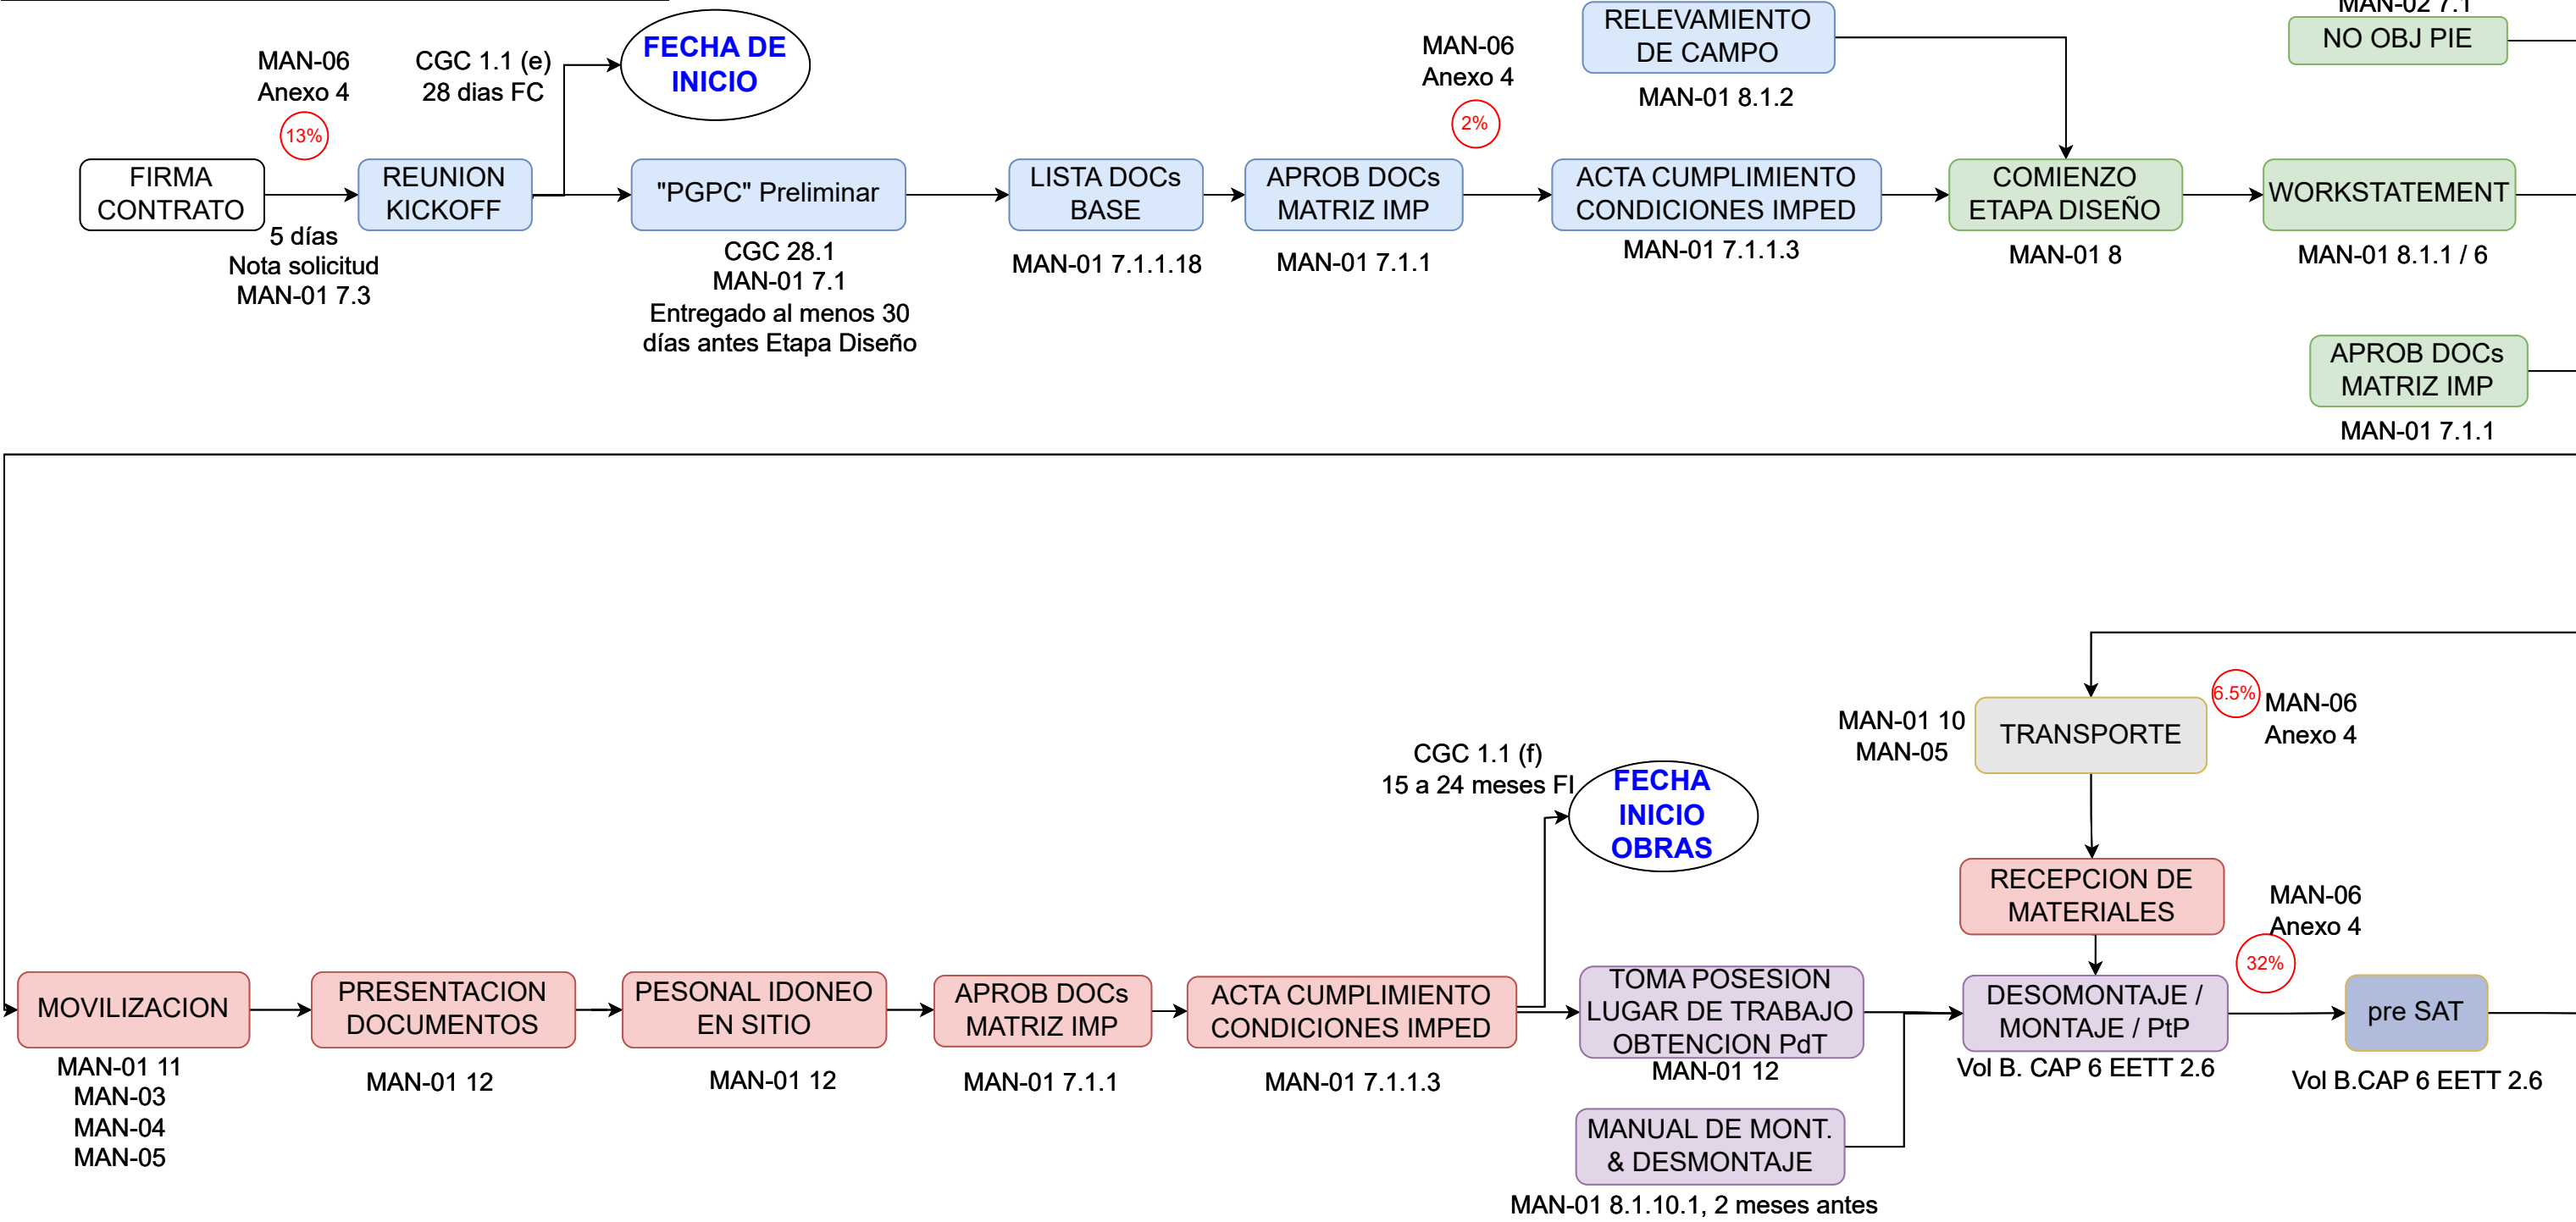 MAN-02 7.1
NO OBJ PIE
RELEVAMIENTO
DE CAMPO
MAN-01 8.1.2
MAN-06
Anexo 4
13%
CGC 1.1 (e)
28 dias FC
FECHA DE
INICIO
MAN-06
Anexo 4
2%
FIRMA
CONTRATO
5 días
Nota solicitud
MAN-01 7.3
REUNION
KICKOFF
"PGPC" Preliminar
CGC 28.1
MAN-01 7.1
Entregado al menos 30
días antes Etapa Diseño
LISTA DOCs
BASE
MAN-01 7.1.1.18
APROB DOCs
MATRIZ IMP
MAN-01 7.1.1
ACTA CUMPLIMIENTO
CONDICIONES IMPED
MAN-01 7.1.1.3
COMIENZO
ETAPA DISEÑO
MAN-01 8
WORKSTATEMENT
MAN-01 8.1.1 / 6
APROB DOCs
MATRIZ IMP
MAN-01 7.1.1
MAN-01 10
MAN-05
TRANSPORTE
6.5%
MAN-06
Anexo 4
CGC 1.1 (f)
15 a 24 meses FI
FECHA
INICIO
OBRAS
RECEPCION DE
MATERIALES
MAN-06
Anexo 4
32%
MOVILIZACION
MAN-01 11
MAN-03
MAN-04
MAN-05
PRESENTACION
DOCUMENTOS
MAN-01 12
PESONAL IDONEO
EN SITIO
MAN-01 12
APROB DOCs
MATRIZ IMP
MAN-01 7.1.1
ACTA CUMPLIMIENTO
CONDICIONES IMPED
MAN-01 7.1.1.3
TOMA POSESION
LUGAR DE TRABAJO
OBTENCION PdT
MAN-01 12
DESOMONTAJE /
MONTAJE / PtP
Vol B. CAP 6 EETT 2.6
pre SAT
Vol B.CAP 6 EETT 2.6
MANUAL DE MONT.
& DESMONTAJE
MAN-01 8.1.10.1, 2 meses antes